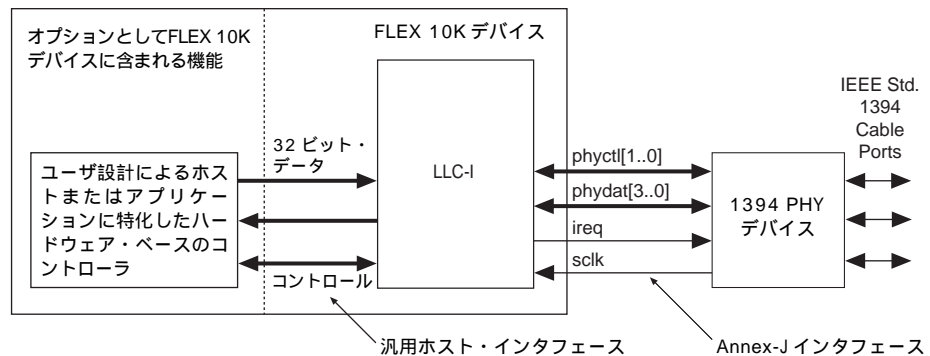 オプションとしてFLEX 10K
デバイスに含まれる機能
FLEX 10K デバイス
ユーザ設計によるホス
トまたはアプリケー
ションに特化したハー
ドウェア・ベースのコ
ントローラ
32 ビット・
データ
コントロール
LLC-I
phyctl[1..0]
phydat[3..0]
ireq
sclk
1394 PHY
デバイス
IEEE Std.
1394
Cable
Ports
汎用ホスト・インタフェース
Annex-J インタフェース